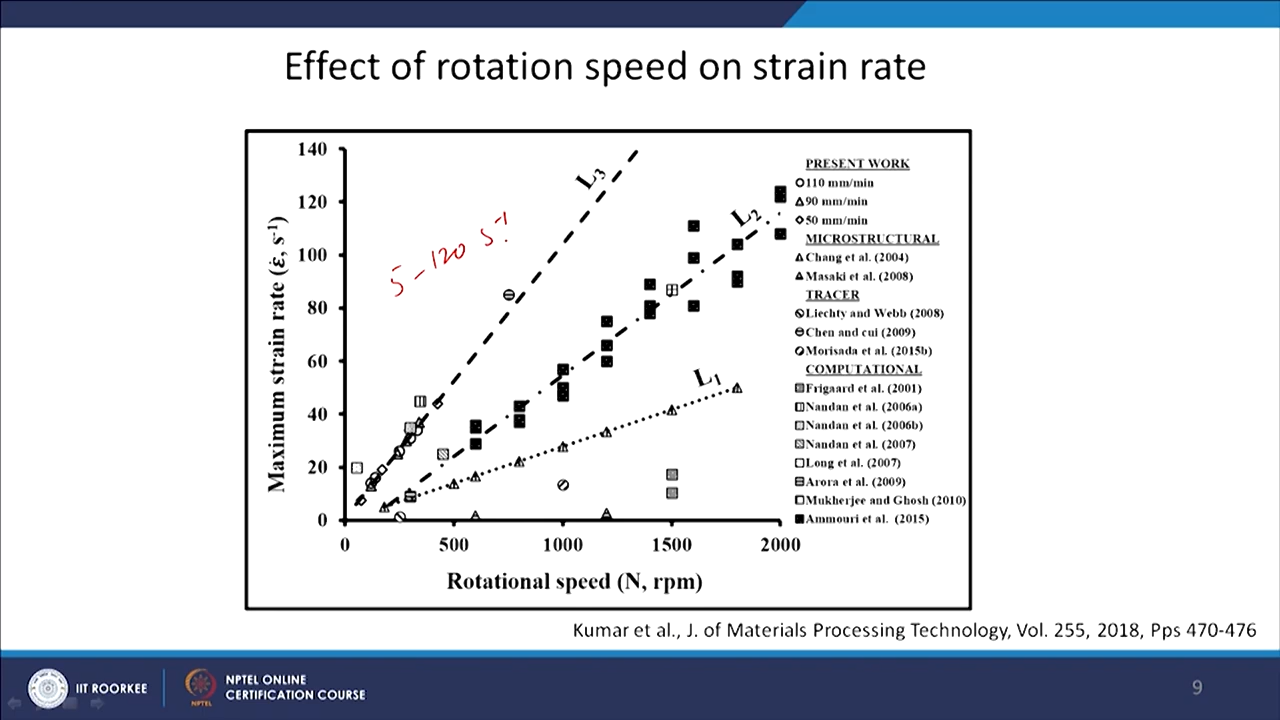 Effect of rotation speed on strain rate
140
120
100
80
60
40
20
0
Maximum strain rate (ε̇, s-1)
5 - 120 s-1
L3
L2
L1
0 500 1000 1500 2000
Rotational speed (N, rpm)
PRESENT WORK
110 mm/min
90 mm/min
50 mm/min
MICROSTRUCTURAL
Chang et al. (2004)
Masaki et al. (2008)
TRACER
Liechty and Webb (2008)
Chen and cui (2009)
Morisada et al. (2015b)
COMPUTATIONAL
Frigaard et al. (2001)
Nandan et al. (2006a)
Nandan et al. (2006b)
Nandan et al. (2007)
Long et al. (2007)
Arora et al. (2009)
Mukherjee and Ghosh (2010)
Ammouri et al. (2015)
Kumar et al., J. of Materials Processing Technology, Vol. 255, 2018, Pps 470-476
IIT ROORKEE
NPTEL
NPTEL ONLINE
CERTIFICATION COURSE
9